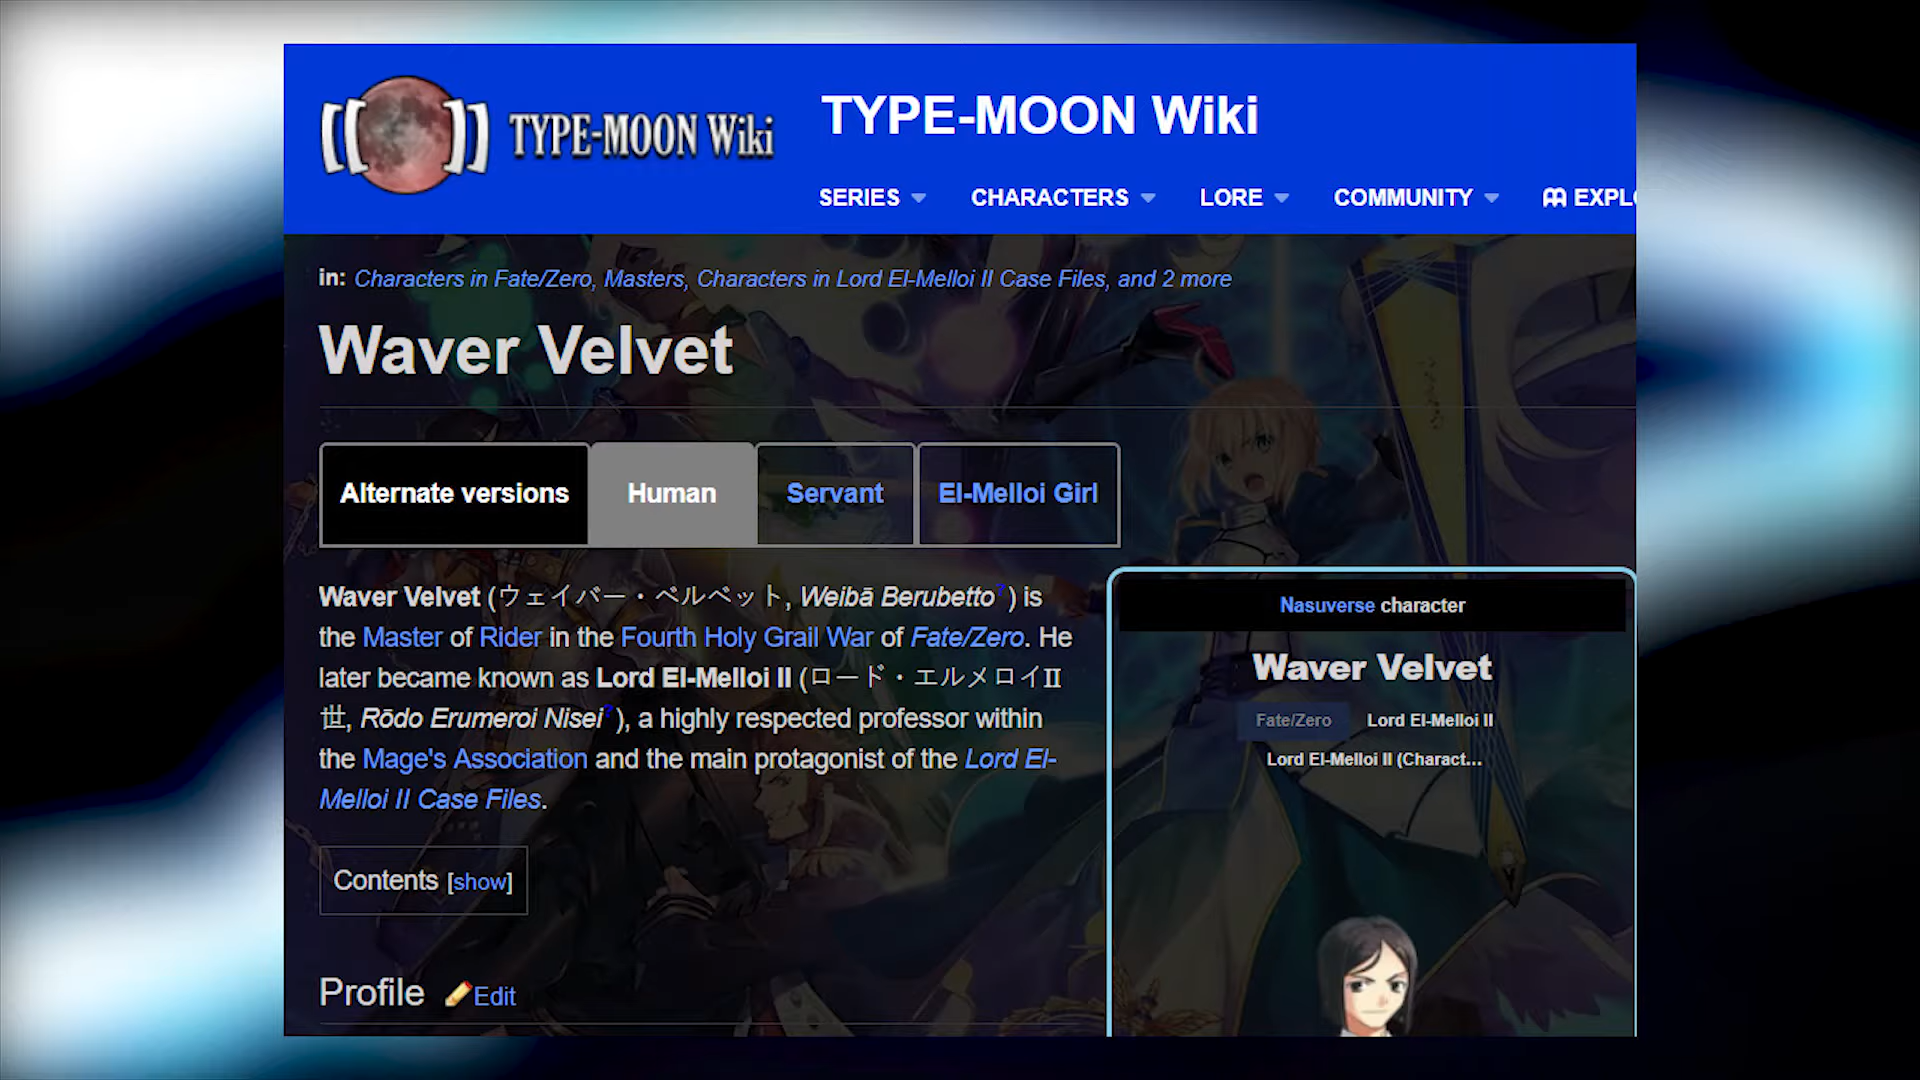 TYPE-MOON Wiki
TYPE-MOON Wiki
SERIES CHARACTERS LORE COMMUNITY EXPLO
in: Characters in Fate/Zero, Masters, Characters in Lord El-Melloi II Case Files, and 2 more
Waver Velvet
Alternate versions Human Servant El-Melloi Girl
Waver Velvet (ウェイバー・ベルベット, Weibā Berubetto?) is
the Master of Rider in the Fourth Holy Grail War of Fate/Zero. He
later became known as Lord El-Melloi II (ロード・エルメロイII
世, Rōdo Erumeroi Nisei?), a highly respected professor within
the Mage's Association and the main protagonist of the Lord El-
Melloi II Case Files.
Contents [show]
Profile Edit
Nasuverse character
Waver Velvet
Fate/Zero Lord El-Melloi II
Lord El-Melloi II (Charact...